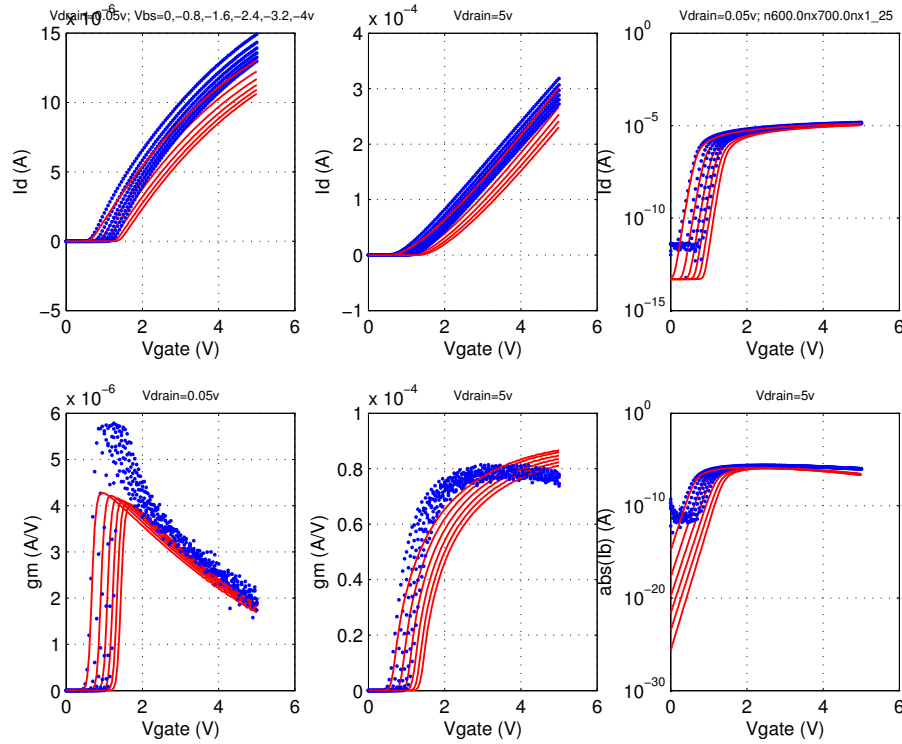 Vdrain=0.05v; Vbs=0,−0.8,−1.6,−2.4,−3.2,−4v
x 10−6
15
10
5
0
−5
0 2 4 6
Id (A)
Vgate (V)
Vdrain=5v
x 10−4
4
3
2
1
0
−1
0 2 4 6
Id (A)
Vgate (V)
Vdrain=0.05v; n600.0nx700.0nx1_25
10^0
10^−5
10^−10
10^−15
0 2 4 6
Id (A)
Vgate (V)
Vdrain=0.05v
x 10−6
6
5
4
3
2
1
0
0 2 4 6
gm (A/V)
Vgate (V)
Vdrain=5v
x 10−4
1
0.8
0.6
0.4
0.2
0
0 2 4 6
gm (A/V)
Vgate (V)
Vdrain=5v
10^0
10^−10
10^−20
10^−30
0 2 4 6
abs(Ib) (A)
Vgate (V)